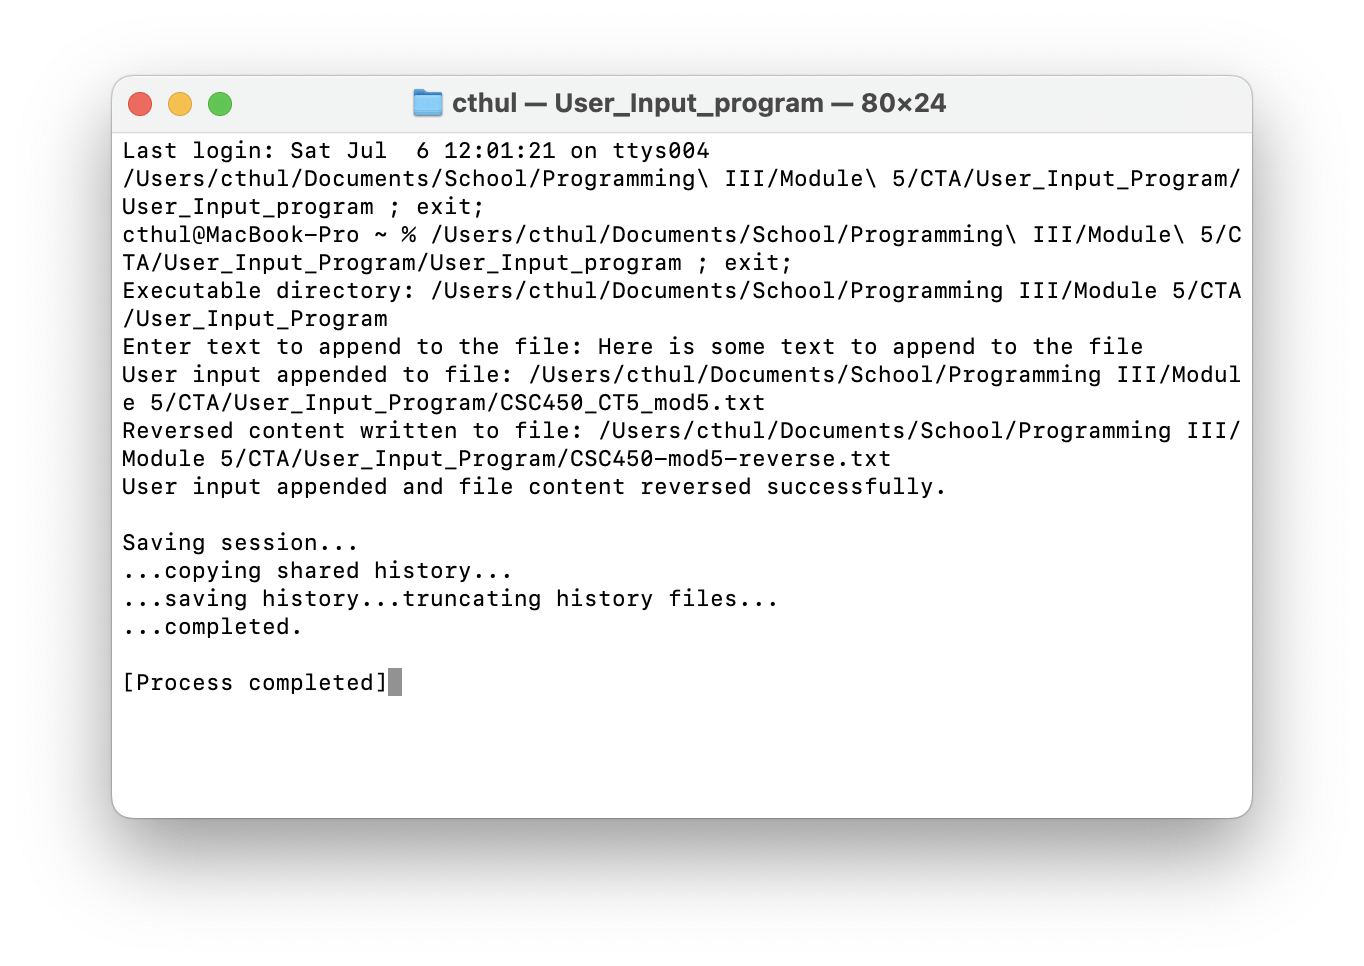 cthul — User_Input_program — 80×24
Last login: Sat Jul  6 12:01:21 on ttys004
/Users/cthul/Documents/School/Programming\ III/Module\ 5/CTA/User_Input_Program/
User_Input_program ; exit;
cthul@MacBook-Pro ~ % /Users/cthul/Documents/School/Programming\ III/Module\ 5/C
TA/User_Input_Program/User_Input_program ; exit;
Executable directory: /Users/cthul/Documents/School/Programming III/Module 5/CTA
/User_Input_Program
Enter text to append to the file: Here is some text to append to the file
User input appended to file: /Users/cthul/Documents/School/Programming III/Modul
e 5/CTA/User_Input_Program/CSC450_CT5_mod5.txt
Reversed content written to file: /Users/cthul/Documents/School/Programming III/
Module 5/CTA/User_Input_Program/CSC450-mod5-reverse.txt
User input appended and file content reversed successfully.

Saving session...
...copying shared history...
...saving history...truncating history files...
...completed.

[Process completed]